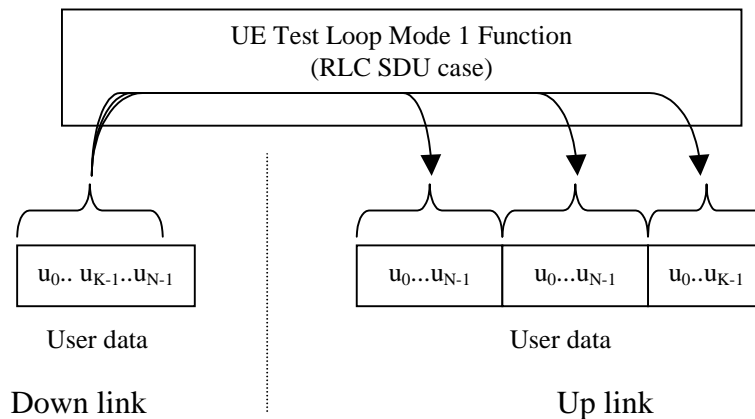 UE Test Loop Mode 1 Function
(RLC SDU case)
u0.. uK-1..uN-1
u0...uN-1
u0...uN-1
u0..uK-1
User data
User data
Down link
Up link